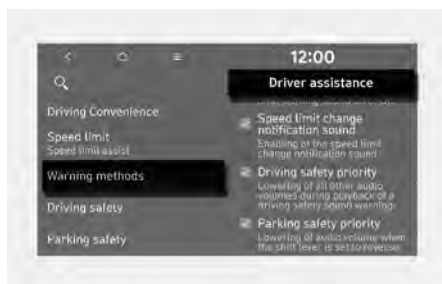 12:00
Driver assistance
Driving Convenience
Speed limit
Speed limit assist
Warning methods
Driving safety
Parking safety
Speed limit change
notification sound
Enabling of the speed limit
change notification sound
Driving safety priority
Lowering of all other audio
volumes during playback of a
driving safety sound warning.
Parking safety priority
Lowering of audio volume when
the shift lever is set to reverse